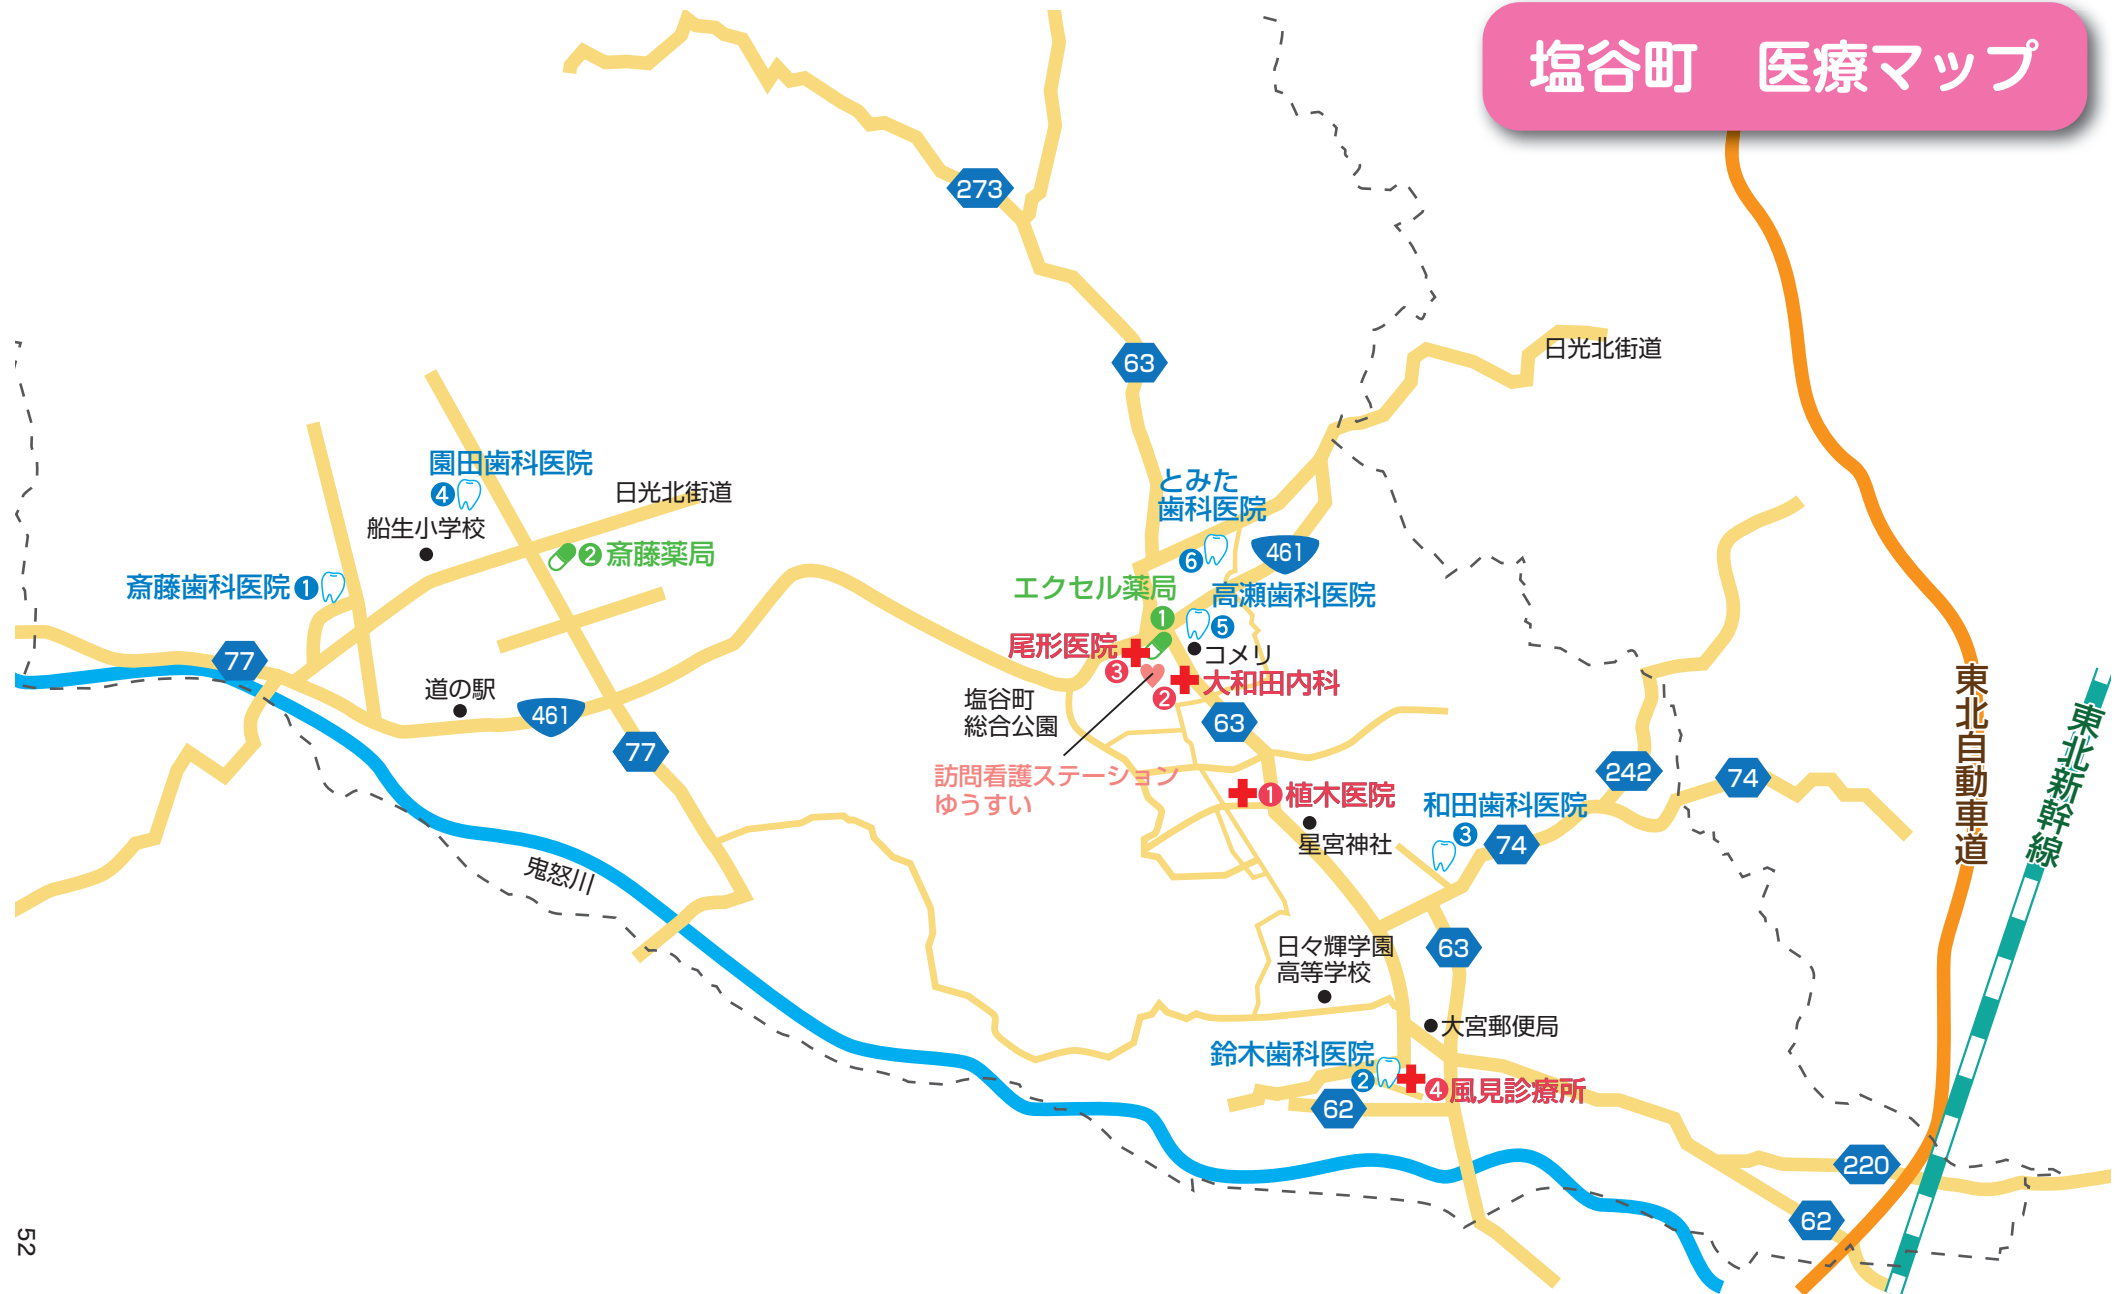 塩谷町　医療マップ
273
63
日光北街道
園田歯科医院
4
日光北街道
船生小学校
2 斎藤薬局
斎藤歯科医院 1
とみた
歯科医院
6
461
エクセル薬局
1
高瀬歯科医院
5
尾形医院
3
コメリ
2
大和田内科
77
道の駅
461
77
塩谷町
総合公園
63
訪問看護ステーション
ゆうすい
1 植木医院
星宮神社
和田歯科医院
3
74
242
74
東北自動車道
東北新幹線
鬼怒川
63
日々輝学園
高等学校
大宮郵便局
鈴木歯科医院
2
4 風見診療所
62
220
62
52